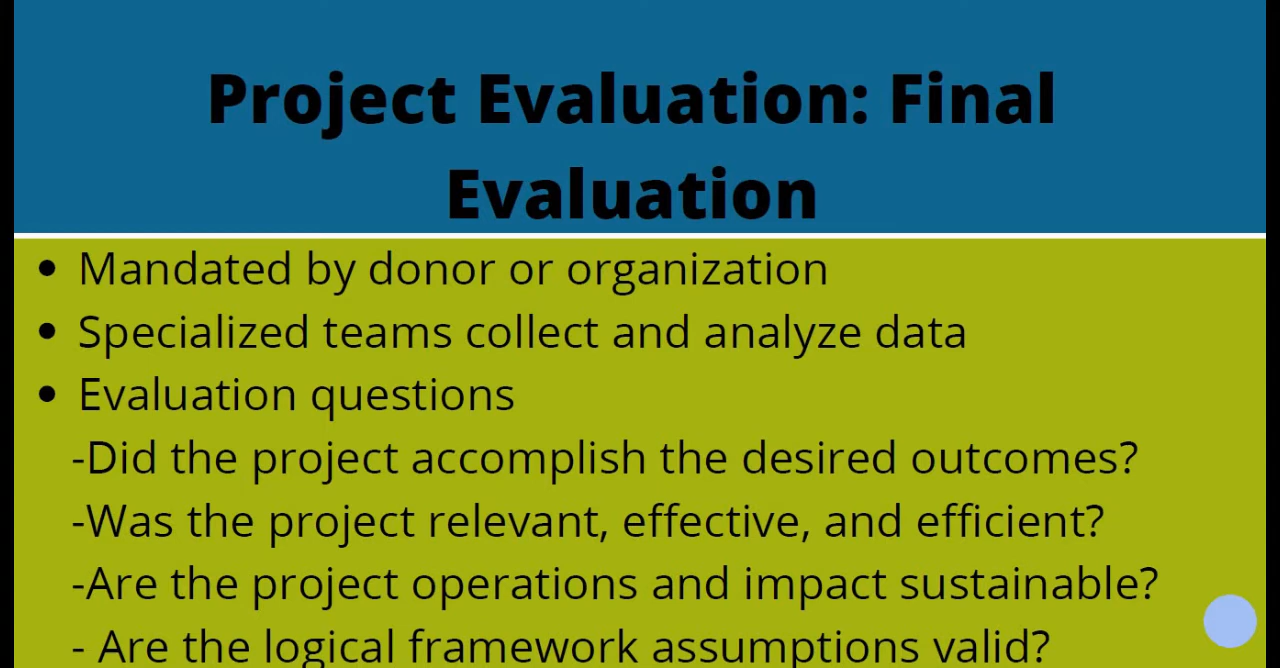 Project Evaluation: Final
Evaluation
• Mandated by donor or organization
• Specialized teams collect and analyze data
• Evaluation questions
-Did the project accomplish the desired outcomes?
-Was the project relevant, effective, and efficient?
-Are the project operations and impact sustainable?
- Are the logical framework assumptions valid?